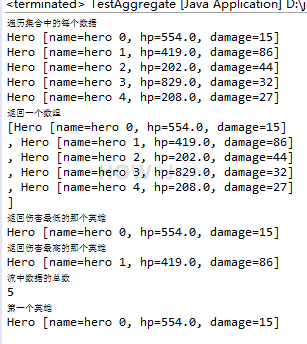 <terminated> TestAggregate [Java Application] D:\j
遍历集合中的每个数据
Hero [name=hero 0, hp=554.0, damage=15]
Hero [name=hero 1, hp=419.0, damage=86]
Hero [name=hero 2, hp=202.0, damage=44]
Hero [name=hero 3, hp=829.0, damage=32]
Hero [name=hero 4, hp=208.0, damage=27]
返回一个数组
[Hero [name=hero 0, hp=554.0, damage=15]
, Hero [name=hero 1, hp=419.0, damage=86]
, Hero [name=hero 2, hp=202.0, damage=44]
, Hero [name=hero 3, hp=829.0, damage=32]
, Hero [name=hero 4, hp=208.0, damage=27]
]
返回伤害最低的那个英雄
Hero [name=hero 0, hp=554.0, damage=15]
返回伤害最高的那个英雄
Hero [name=hero 1, hp=419.0, damage=86]
流中数据的总数
5
第一个英雄
Hero [name=hero 0, hp=554.0, damage=15]